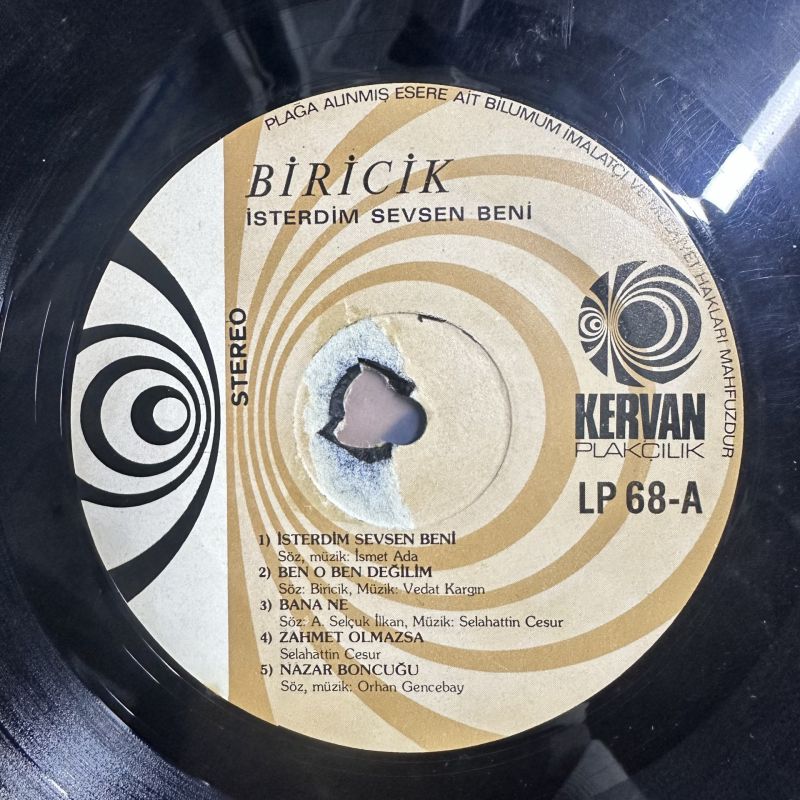 PLAĞA ALINMIŞ ESERE AİT BİLUMUM İMALATÇI VE MÜLKİYET HAKLARI MAHFUZDUR
BİRİCİK
İSTERDİM SEVSEN BENİ
STEREO
KERVAN
PLAKÇILIK
LP 68-A
1) İSTERDİM SEVSEN BENİ
Söz, müzik: İsmet Ada
2) BEN O BEN DEĞİLİM
Söz: Biricik, Müzik: Vedat Kargın
3) BANA NE
Söz: A. Selçuk İlkan, Müzik: Selahattin Cesur
4) ZAHMET OLMAZSA
Selahattin Cesur
5) NAZAR BONCUĞU
Söz, müzik: Orhan Gencebay